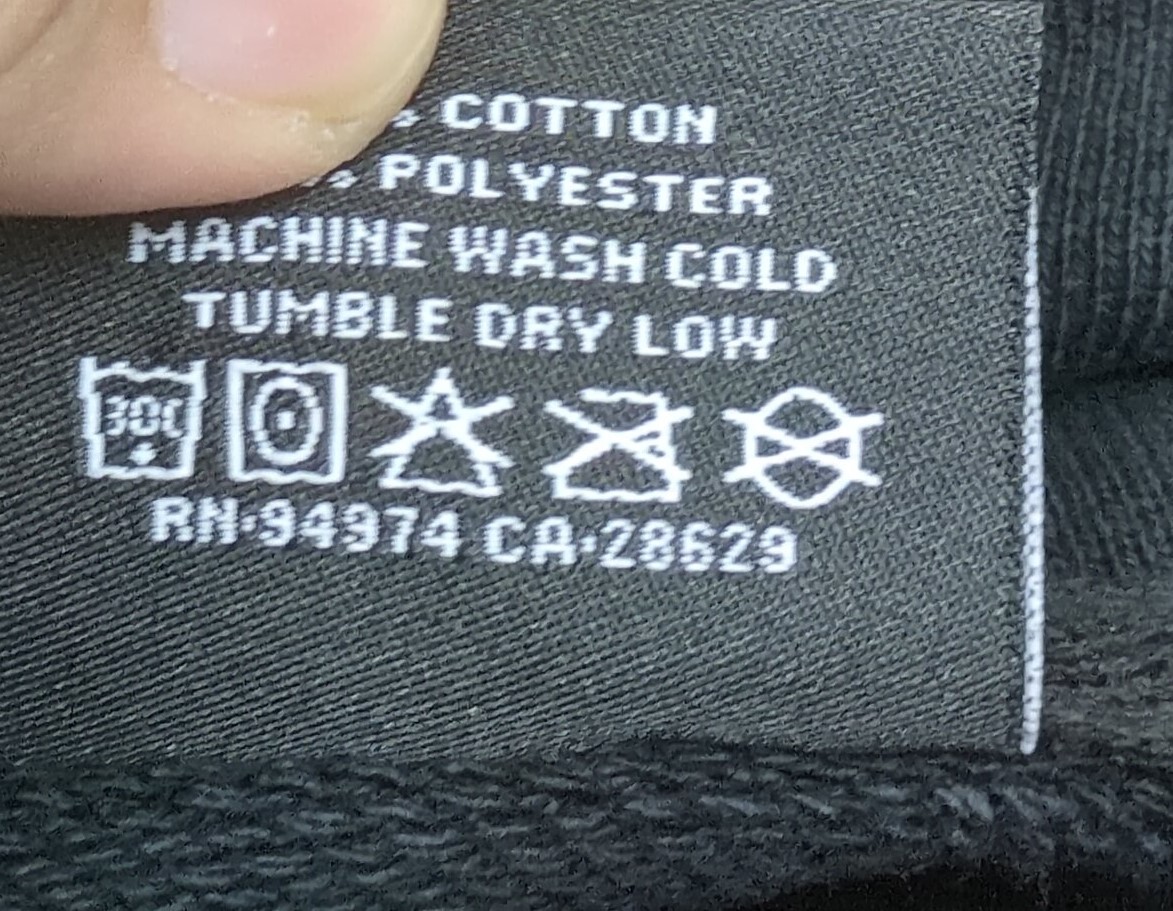 % COTTON
% POLYESTER
MACHINE WASH COLD
TUMBLE DRY LOW
30C
RN·94974 CA·28629